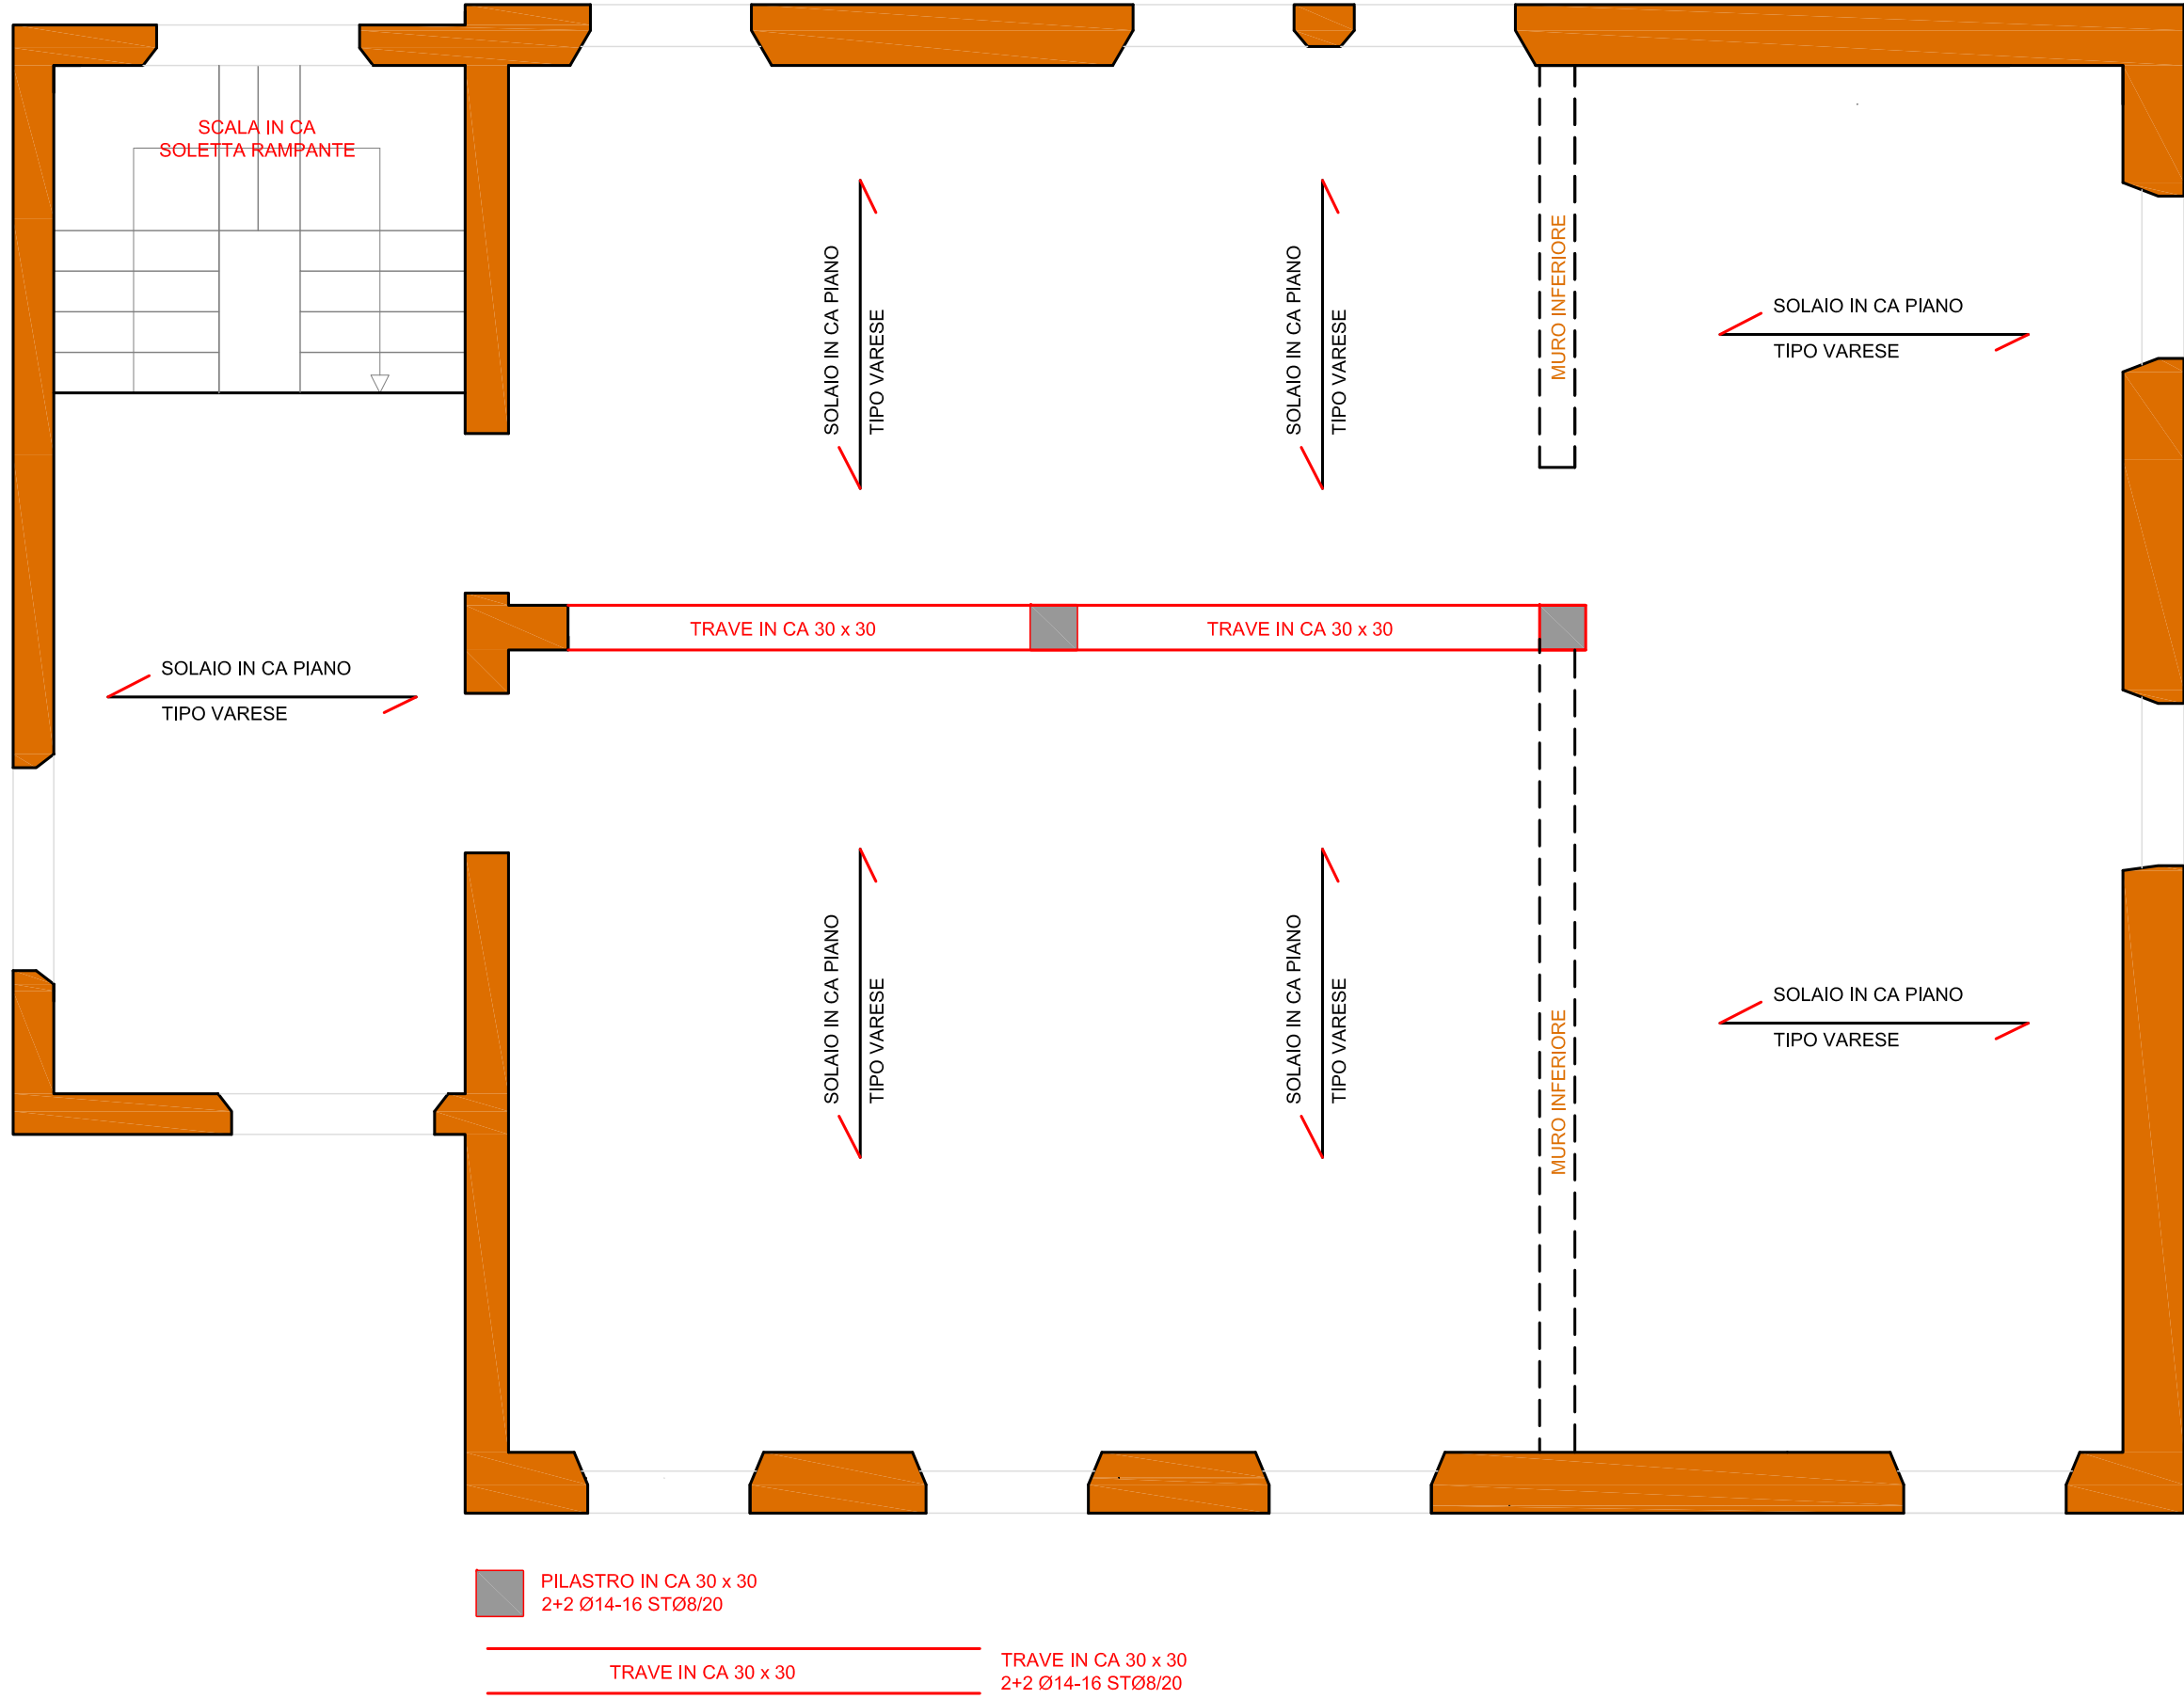 SCALA IN CA
SOLETTA RAMPANTE
SOLAIO IN CA PIANO
TIPO VARESE
SOLAIO IN CA PIANO
TIPO VARESE
MURO INFERIORE
SOLAIO IN CA PIANO
TIPO VARESE
TRAVE IN CA 30 x 30
TRAVE IN CA 30 x 30
SOLAIO IN CA PIANO
TIPO VARESE
SOLAIO IN CA PIANO
TIPO VARESE
SOLAIO IN CA PIANO
TIPO VARESE
MURO INFERIORE
SOLAIO IN CA PIANO
TIPO VARESE
PILASTRO IN CA 30 x 30
2+2 Ø14-16 STØ8/20
TRAVE IN CA 30 x 30
TRAVE IN CA 30 x 30
2+2 Ø14-16 STØ8/20